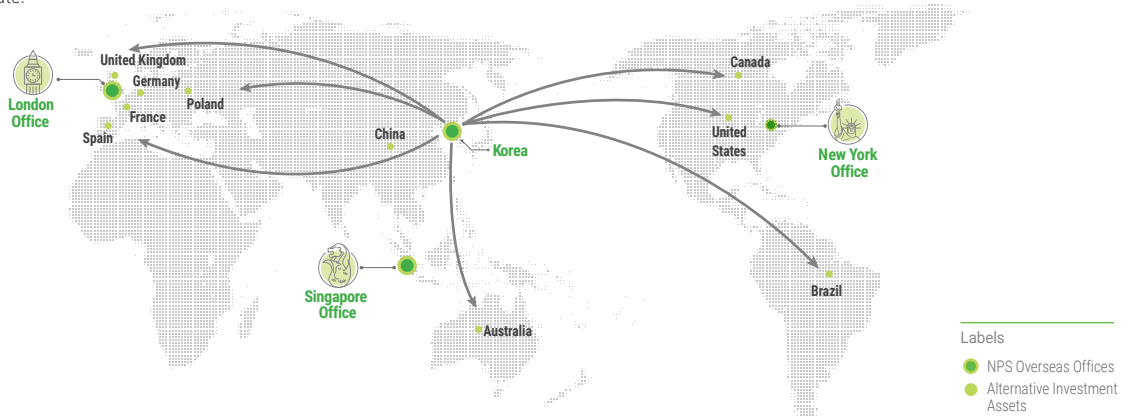 United Kingdom
Germany
Poland
France
Spain
London
Office
China
Korea
Canada
United
States
New York
Office
Singapore
Office
Australia
Brazil
Labels
NPS Overseas Offices
Alternative Investment
Assets